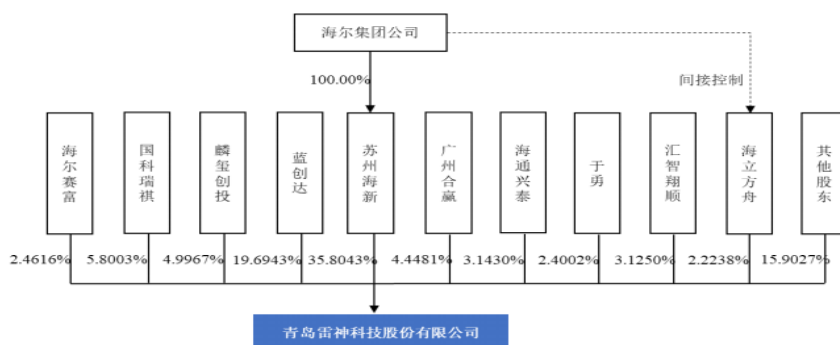 海尔集团公司
100.00%
间接控制
海尔赛富
国科瑞祺
麟玺创投
蓝创达
苏州海新
广州合赢
海通兴泰
于勇
汇智翔顺
海立方舟
其他股东
2.4616%
5.8003%
4.9967%
19.6943%
35.8043%
4.4481%
3.1430%
2.4002%
3.1250%
2.2238%
15.9027%
青岛雷神科技股份有限公司